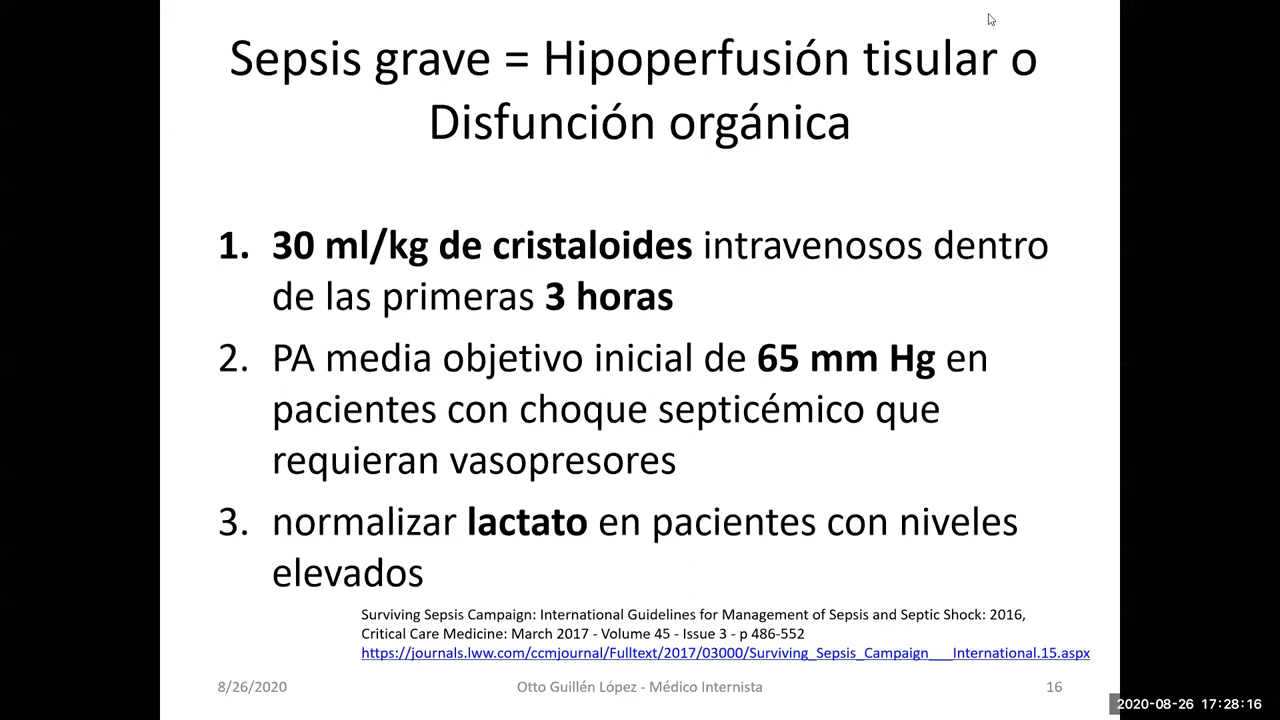 Sepsis grave = Hipoperfusión tisular o
Disfunción orgánica
1. 30 ml/kg de cristaloides intravenosos dentro
de las primeras 3 horas
2. PA media objetivo inicial de 65 mm Hg en
pacientes con choque septicémico que
requieran vasopresores
3. normalizar lactato en pacientes con niveles
elevados
Surviving Sepsis Campaign: International Guidelines for Management of Sepsis and Septic Shock: 2016,
Critical Care Medicine: March 2017 - Volume 45 - Issue 3 - p 486-552
https://journals.lww.com/ccmjournal/Fulltext/2017/03000/Surviving_Sepsis_Campaign___International.15.aspx
8/26/2020 Otto Guillén López - Médico Internista 16
2020-08-26 17:28:16